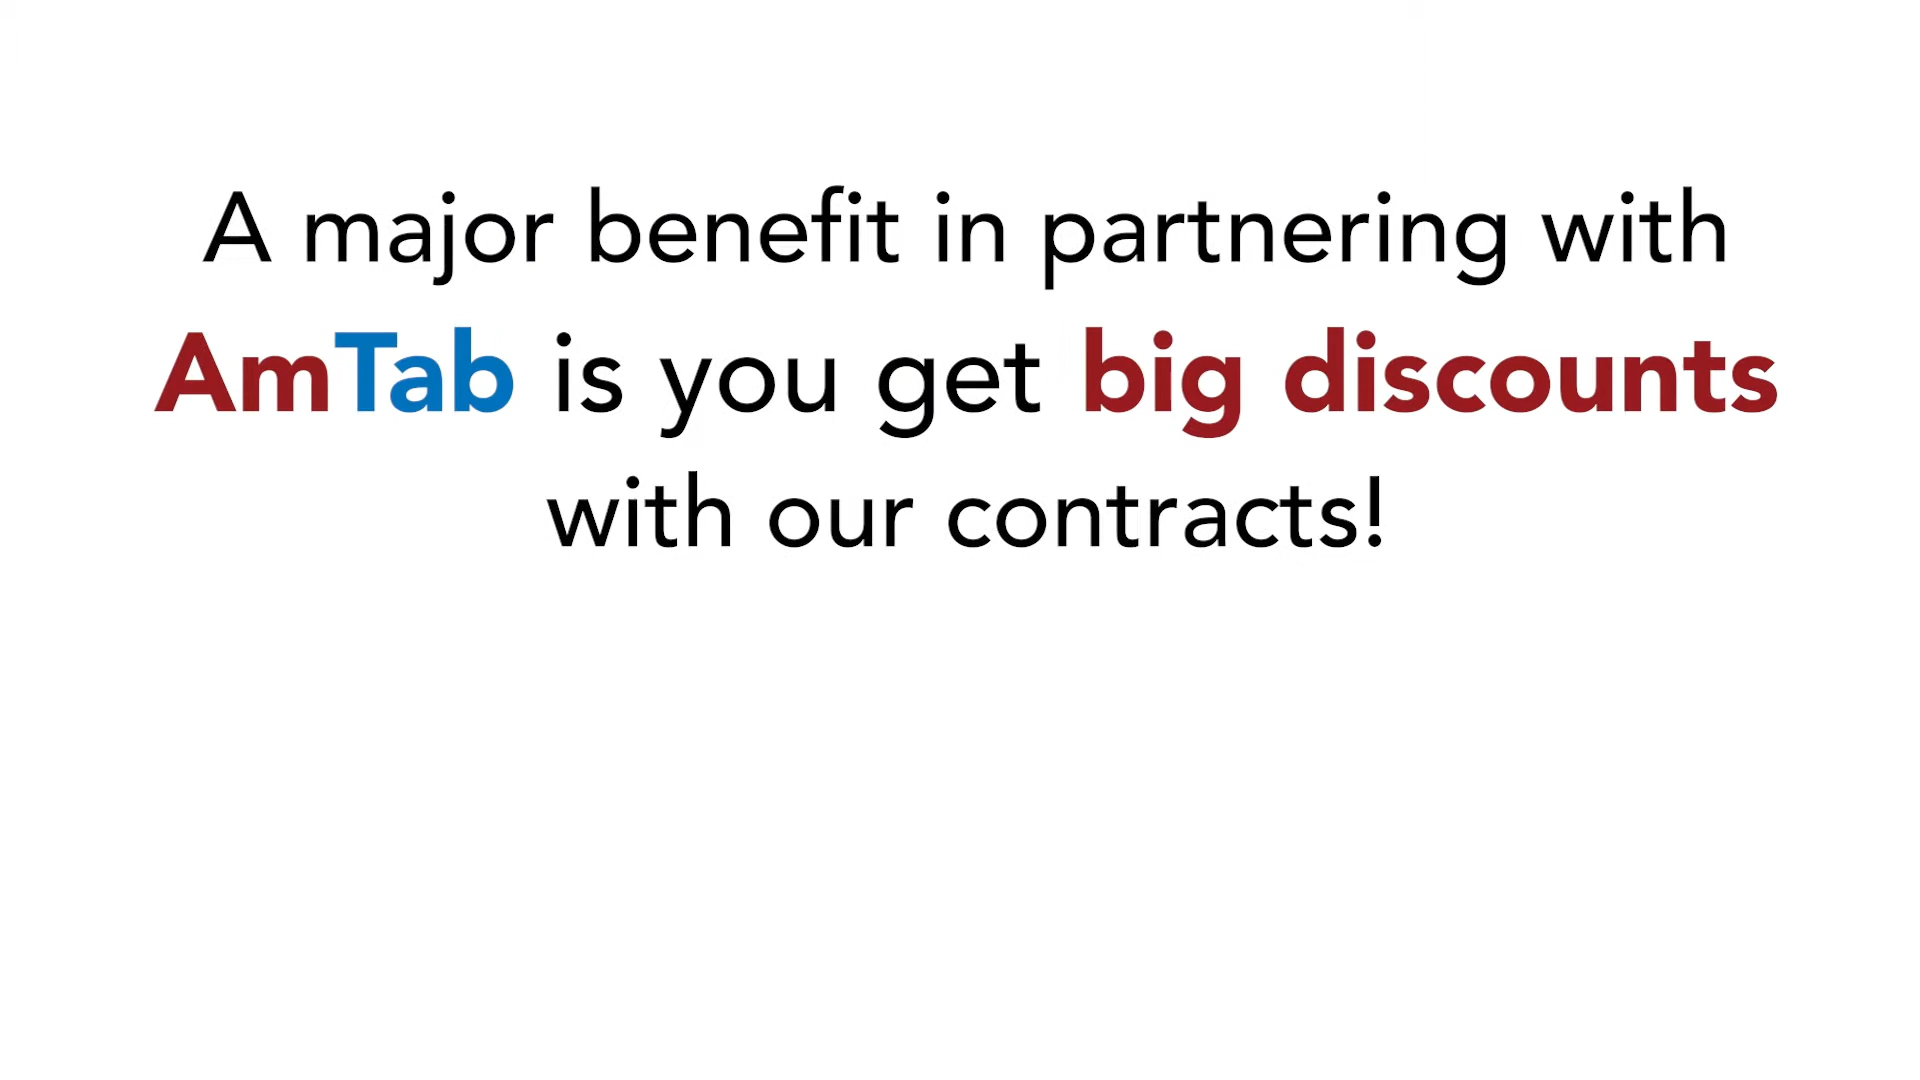 A major benefit in partnering with
AmTab is you get big discounts
with our contracts!